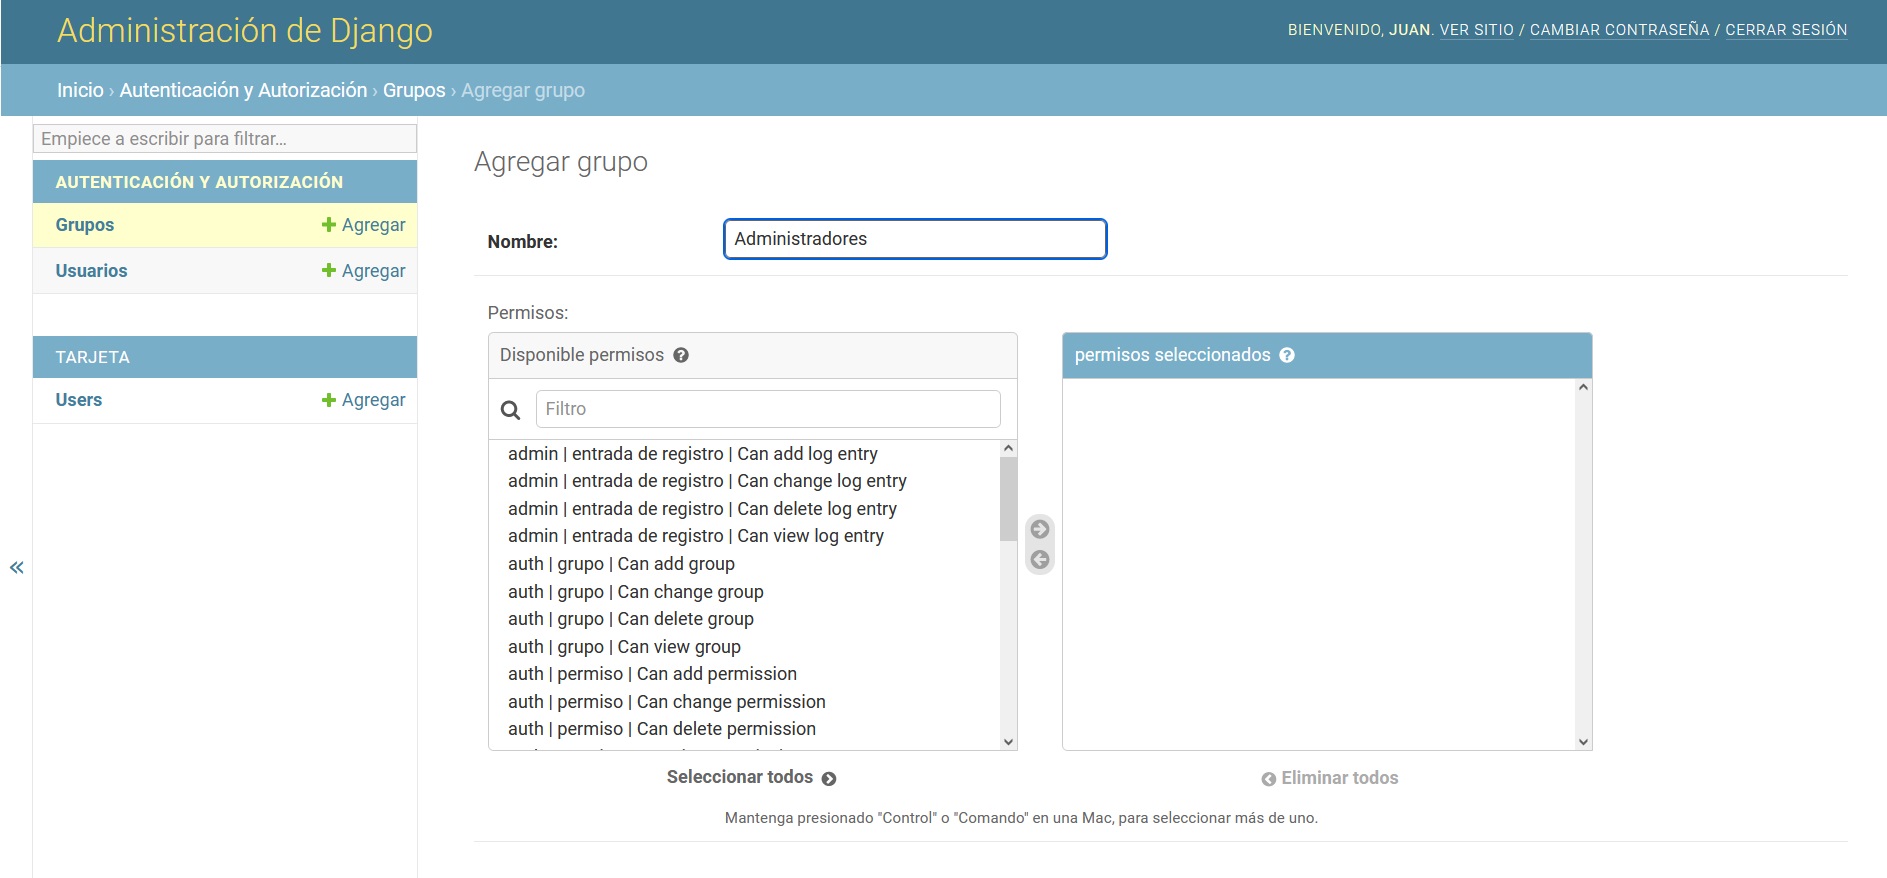 Administración de Django
BIENVENIDO, JUAN. VER SITIO / CAMBIAR CONTRASEÑA / CERRAR SESIÓN
Inicio › Autenticación y Autorización › Grupos › Agregar grupo
Empiece a escribir para filtrar...
AUTENTICACIÓN Y AUTORIZACIÓN
Grupos
Agregar
Usuarios
Agregar
TARJETA
Users
Agregar
«
Agregar grupo
Nombre:
Administradores
Permisos:
Disponible permisos
Filtro
admin | entrada de registro | Can add log entry
admin | entrada de registro | Can change log entry
admin | entrada de registro | Can delete log entry
admin | entrada de registro | Can view log entry
auth | grupo | Can add group
auth | grupo | Can change group
auth | grupo | Can delete group
auth | grupo | Can view group
auth | permiso | Can add permission
auth | permiso | Can change permission
auth | permiso | Can delete permission
Seleccionar todos
permisos seleccionados
Eliminar todos
Mantenga presionado "Control" o "Comando" en una Mac, para seleccionar más de uno.